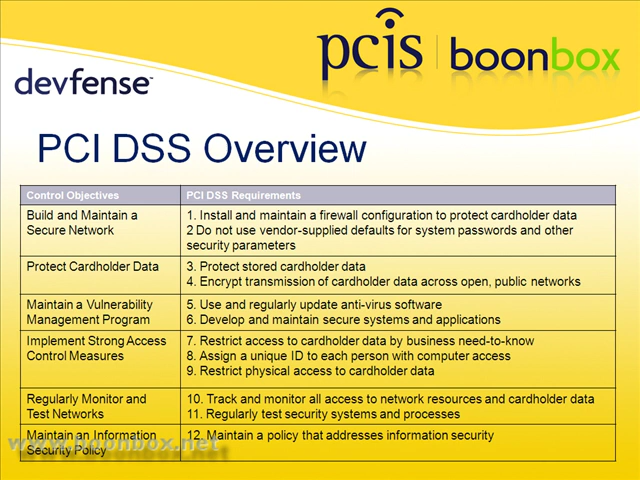 pcis boonbox
devfense™
PCI DSS Overview
Control Objectives PCI DSS Requirements
Build and Maintain a
Secure Network
1. Install and maintain a firewall configuration to protect cardholder data
2 Do not use vendor-supplied defaults for system passwords and other
security parameters
Protect Cardholder Data
3. Protect stored cardholder data
4. Encrypt transmission of cardholder data across open, public networks
Maintain a Vulnerability
Management Program
5. Use and regularly update anti-virus software
6. Develop and maintain secure systems and applications
Implement Strong Access
Control Measures
7. Restrict access to cardholder data by business need-to-know
8. Assign a unique ID to each person with computer access
9. Restrict physical access to cardholder data
Regularly Monitor and
Test Networks
10. Track and monitor all access to network resources and cardholder data
11. Regularly test security systems and processes
Maintain an Information
Security Policy
12. Maintain a policy that addresses information security
www.boonbox.net